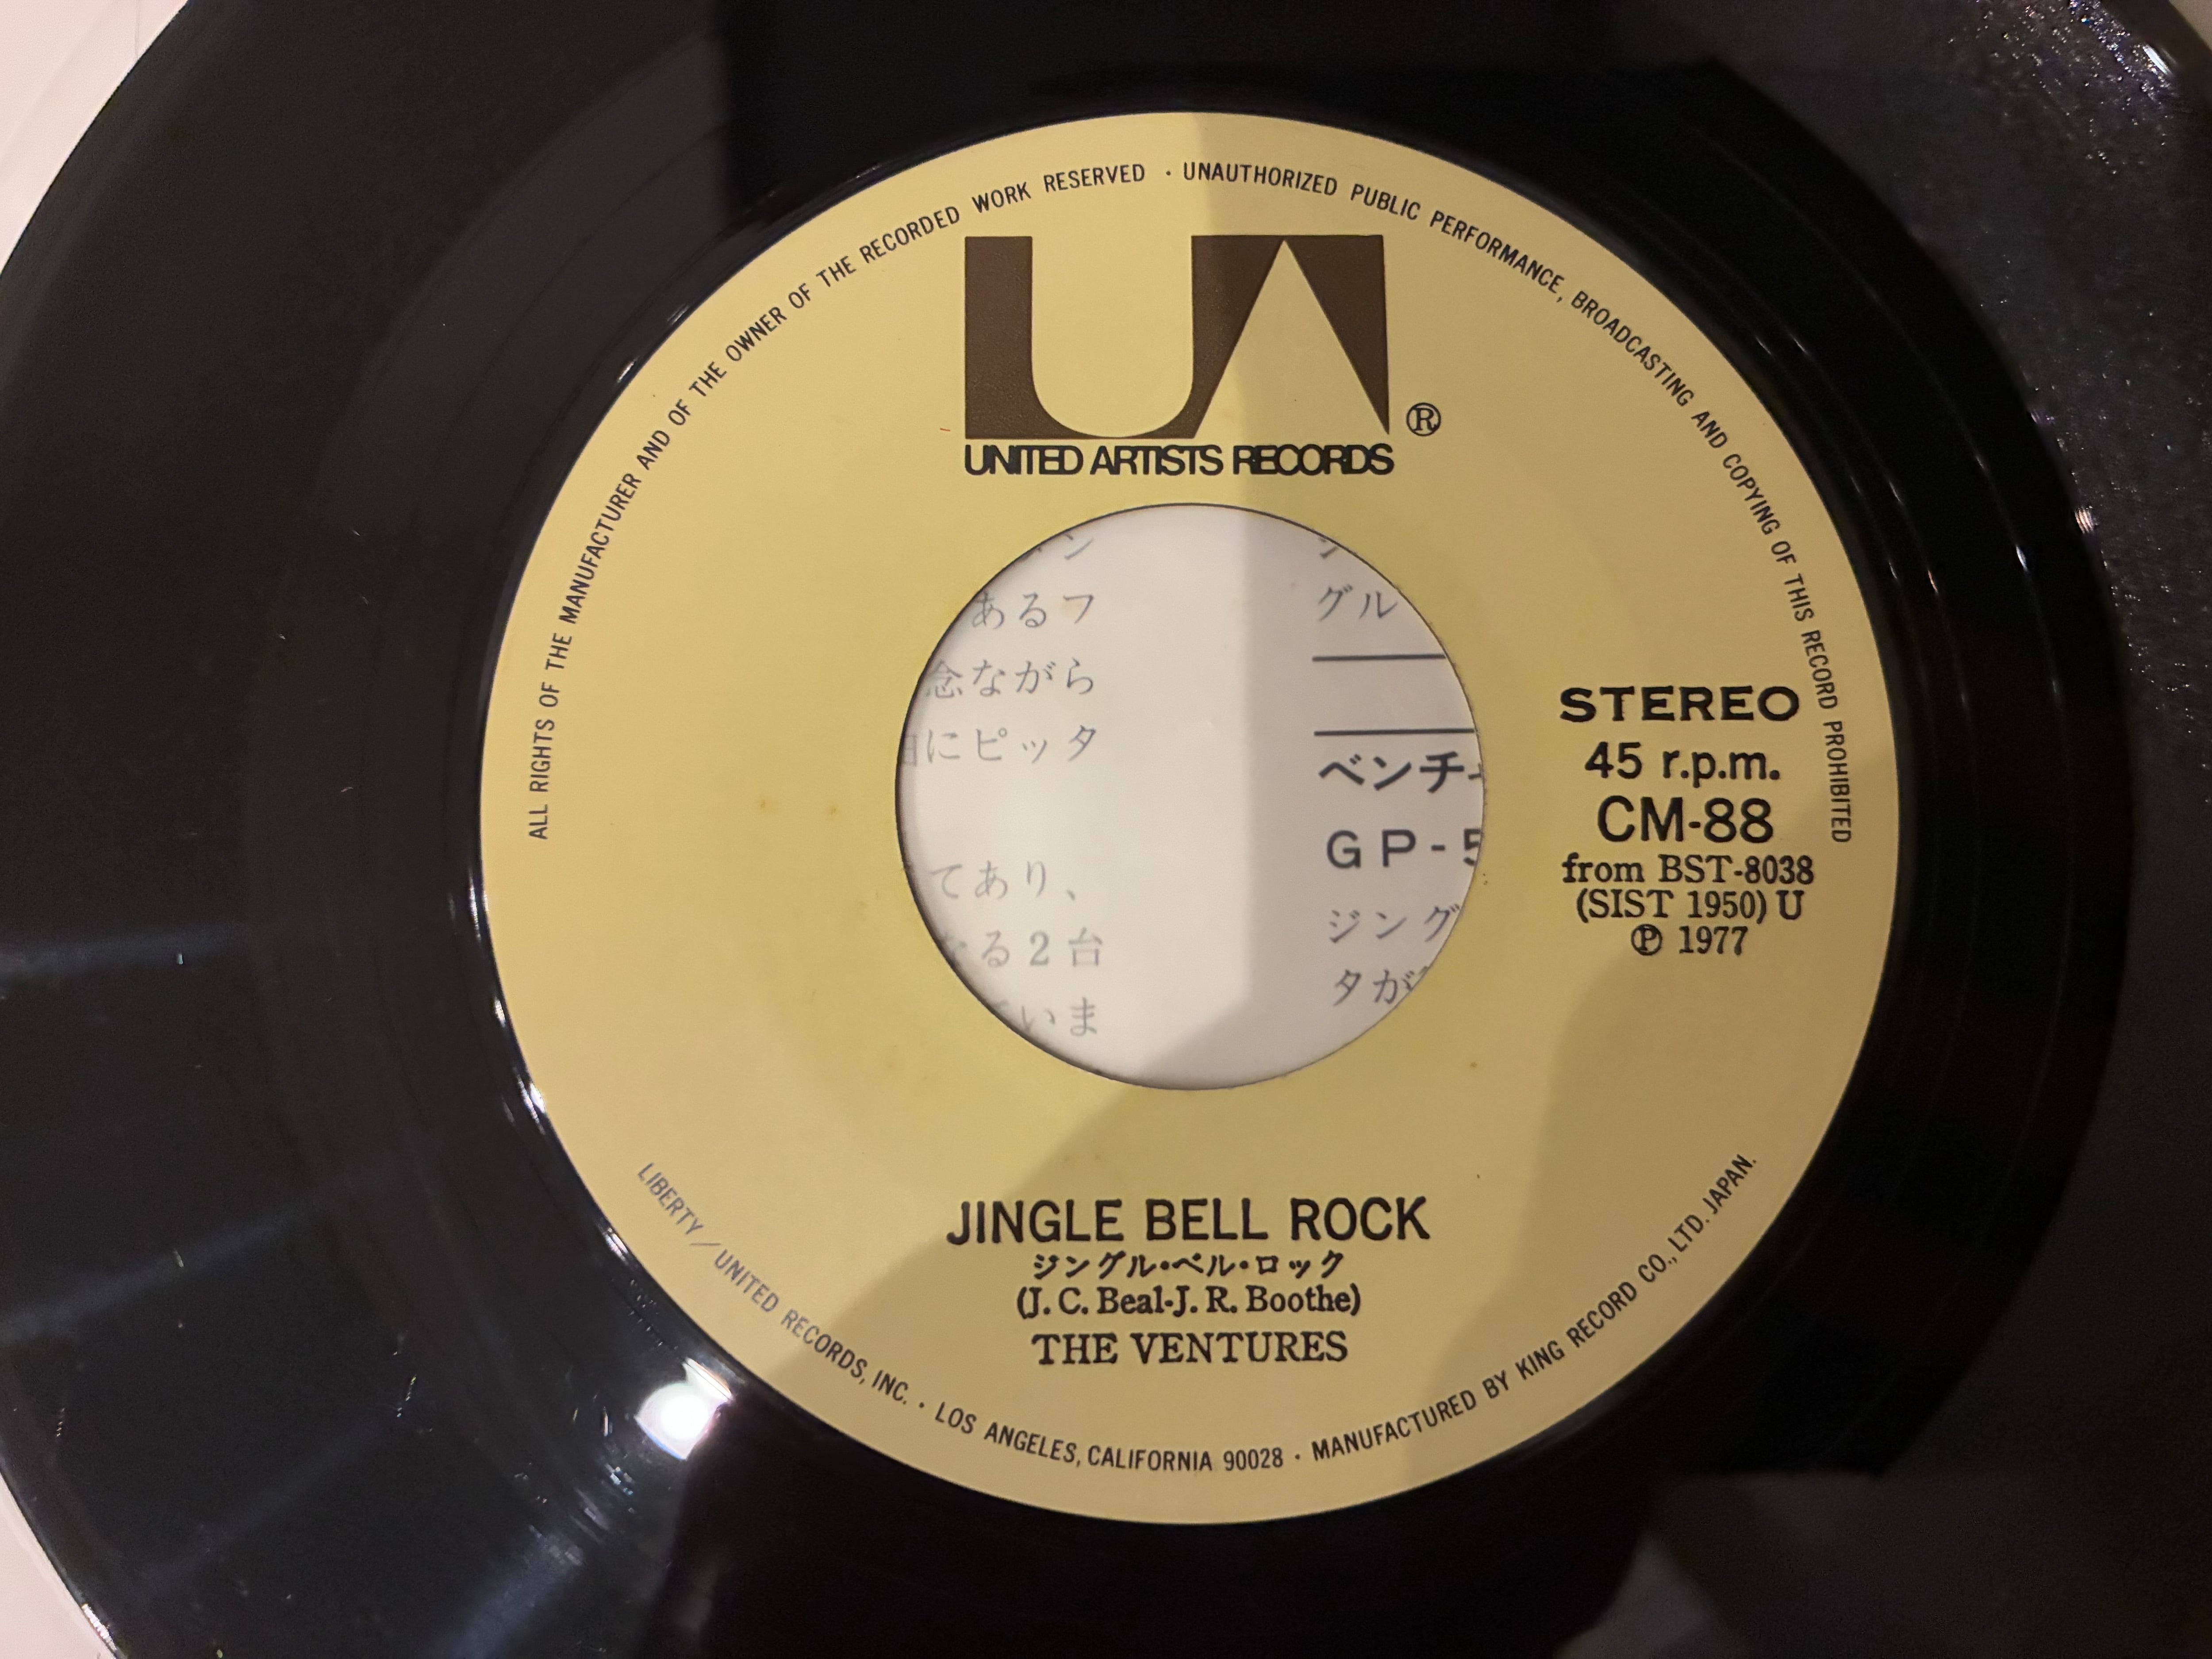 ALL RIGHTS OF THE MANUFACTURER AND OF THE OWNER OF THE RECORDED WORK RESERVED · UNAUTHORIZED PUBLIC PERFORMANCE, BROADCASTING AND COPYING OF THIS RECORD PROHIBITED
UA
®
UNITED ARTISTS RECORDS
あるフ
念ながら
にピッタ
てあり、
る2台
いま
グル
ベンチ
GP-5
ジング
タが
STEREO
45 r.p.m.
CM-88
from BST-8038
(SIST 1950) U
Ⓟ 1977
JINGLE BELL ROCK
ジングル・ベル・ロック
(J. C. Beal-J. R. Boothe)
THE VENTURES
LIBERTY/UNITED RECORDS, INC. · LOS ANGELES, CALIFORNIA 90028 · MANUFACTURED BY KING RECORD CO., LTD. JAPAN.